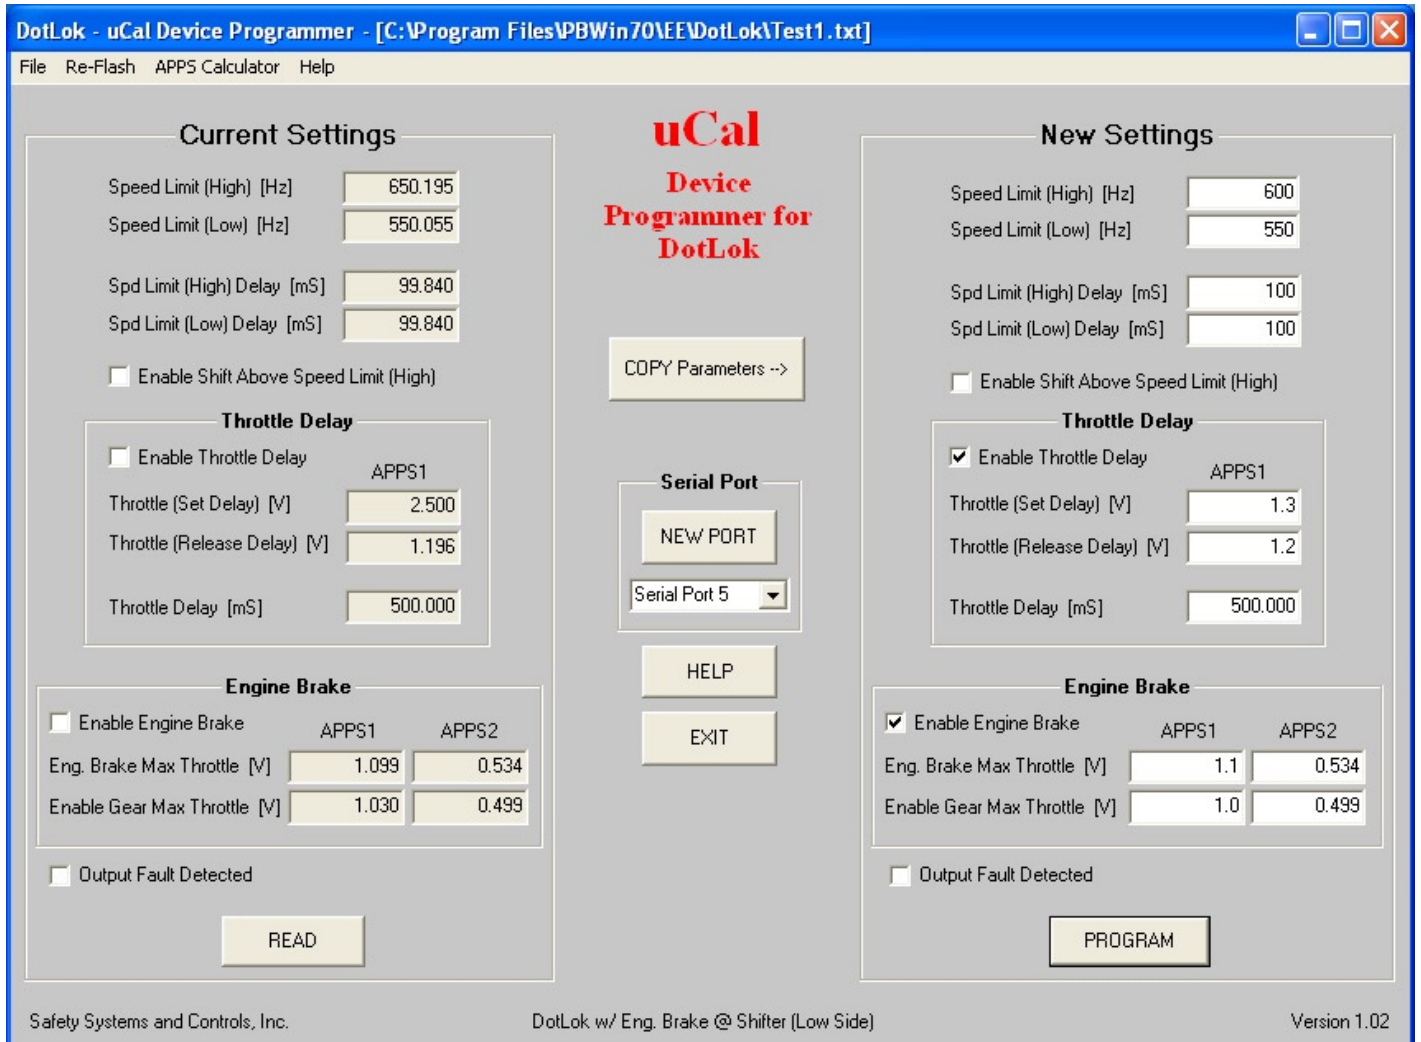 DotLok - uCal Device Programmer - [C:\Program Files\PBWin70\EE\DotLok\Test1.txt]
File Re-Flash APPS Calculator Help
Current Settings
Speed Limit (High) [Hz] 650.195
Speed Limit (Low) [Hz] 550.055
Spd Limit (High) Delay [mS] 99.840
Spd Limit (Low) Delay [mS] 99.840
Enable Shift Above Speed Limit (High)
Throttle Delay
Enable Throttle Delay
APPS1
Throttle (Set Delay) [V] 2.500
Throttle (Release Delay) [V] 1.196
Throttle Delay [mS] 500.000
Engine Brake
Enable Engine Brake APPS1 APPS2
Eng. Brake Max Throttle [V] 1.099 0.534
Enable Gear Max Throttle [V] 1.030 0.499
Output Fault Detected
READ
uCal
Device
Programmer for
DotLok
COPY Parameters -->
Serial Port
NEW PORT
Serial Port 5
HELP
EXIT
New Settings
Speed Limit (High) [Hz] 600
Speed Limit (Low) [Hz] 550
Spd Limit (High) Delay [mS] 100
Spd Limit (Low) Delay [mS] 100
Enable Shift Above Speed Limit (High)
Throttle Delay
Enable Throttle Delay
APPS1
Throttle (Set Delay) [V] 1.3
Throttle (Release Delay) [V] 1.2
Throttle Delay [mS] 500.000
Engine Brake
Enable Engine Brake APPS1 APPS2
Eng. Brake Max Throttle [V] 1.1 0.534
Enable Gear Max Throttle [V] 1.0 0.499
Output Fault Detected
PROGRAM
Safety Systems and Controls, Inc. DotLok w/ Eng. Brake @ Shifter (Low Side) Version 1.02